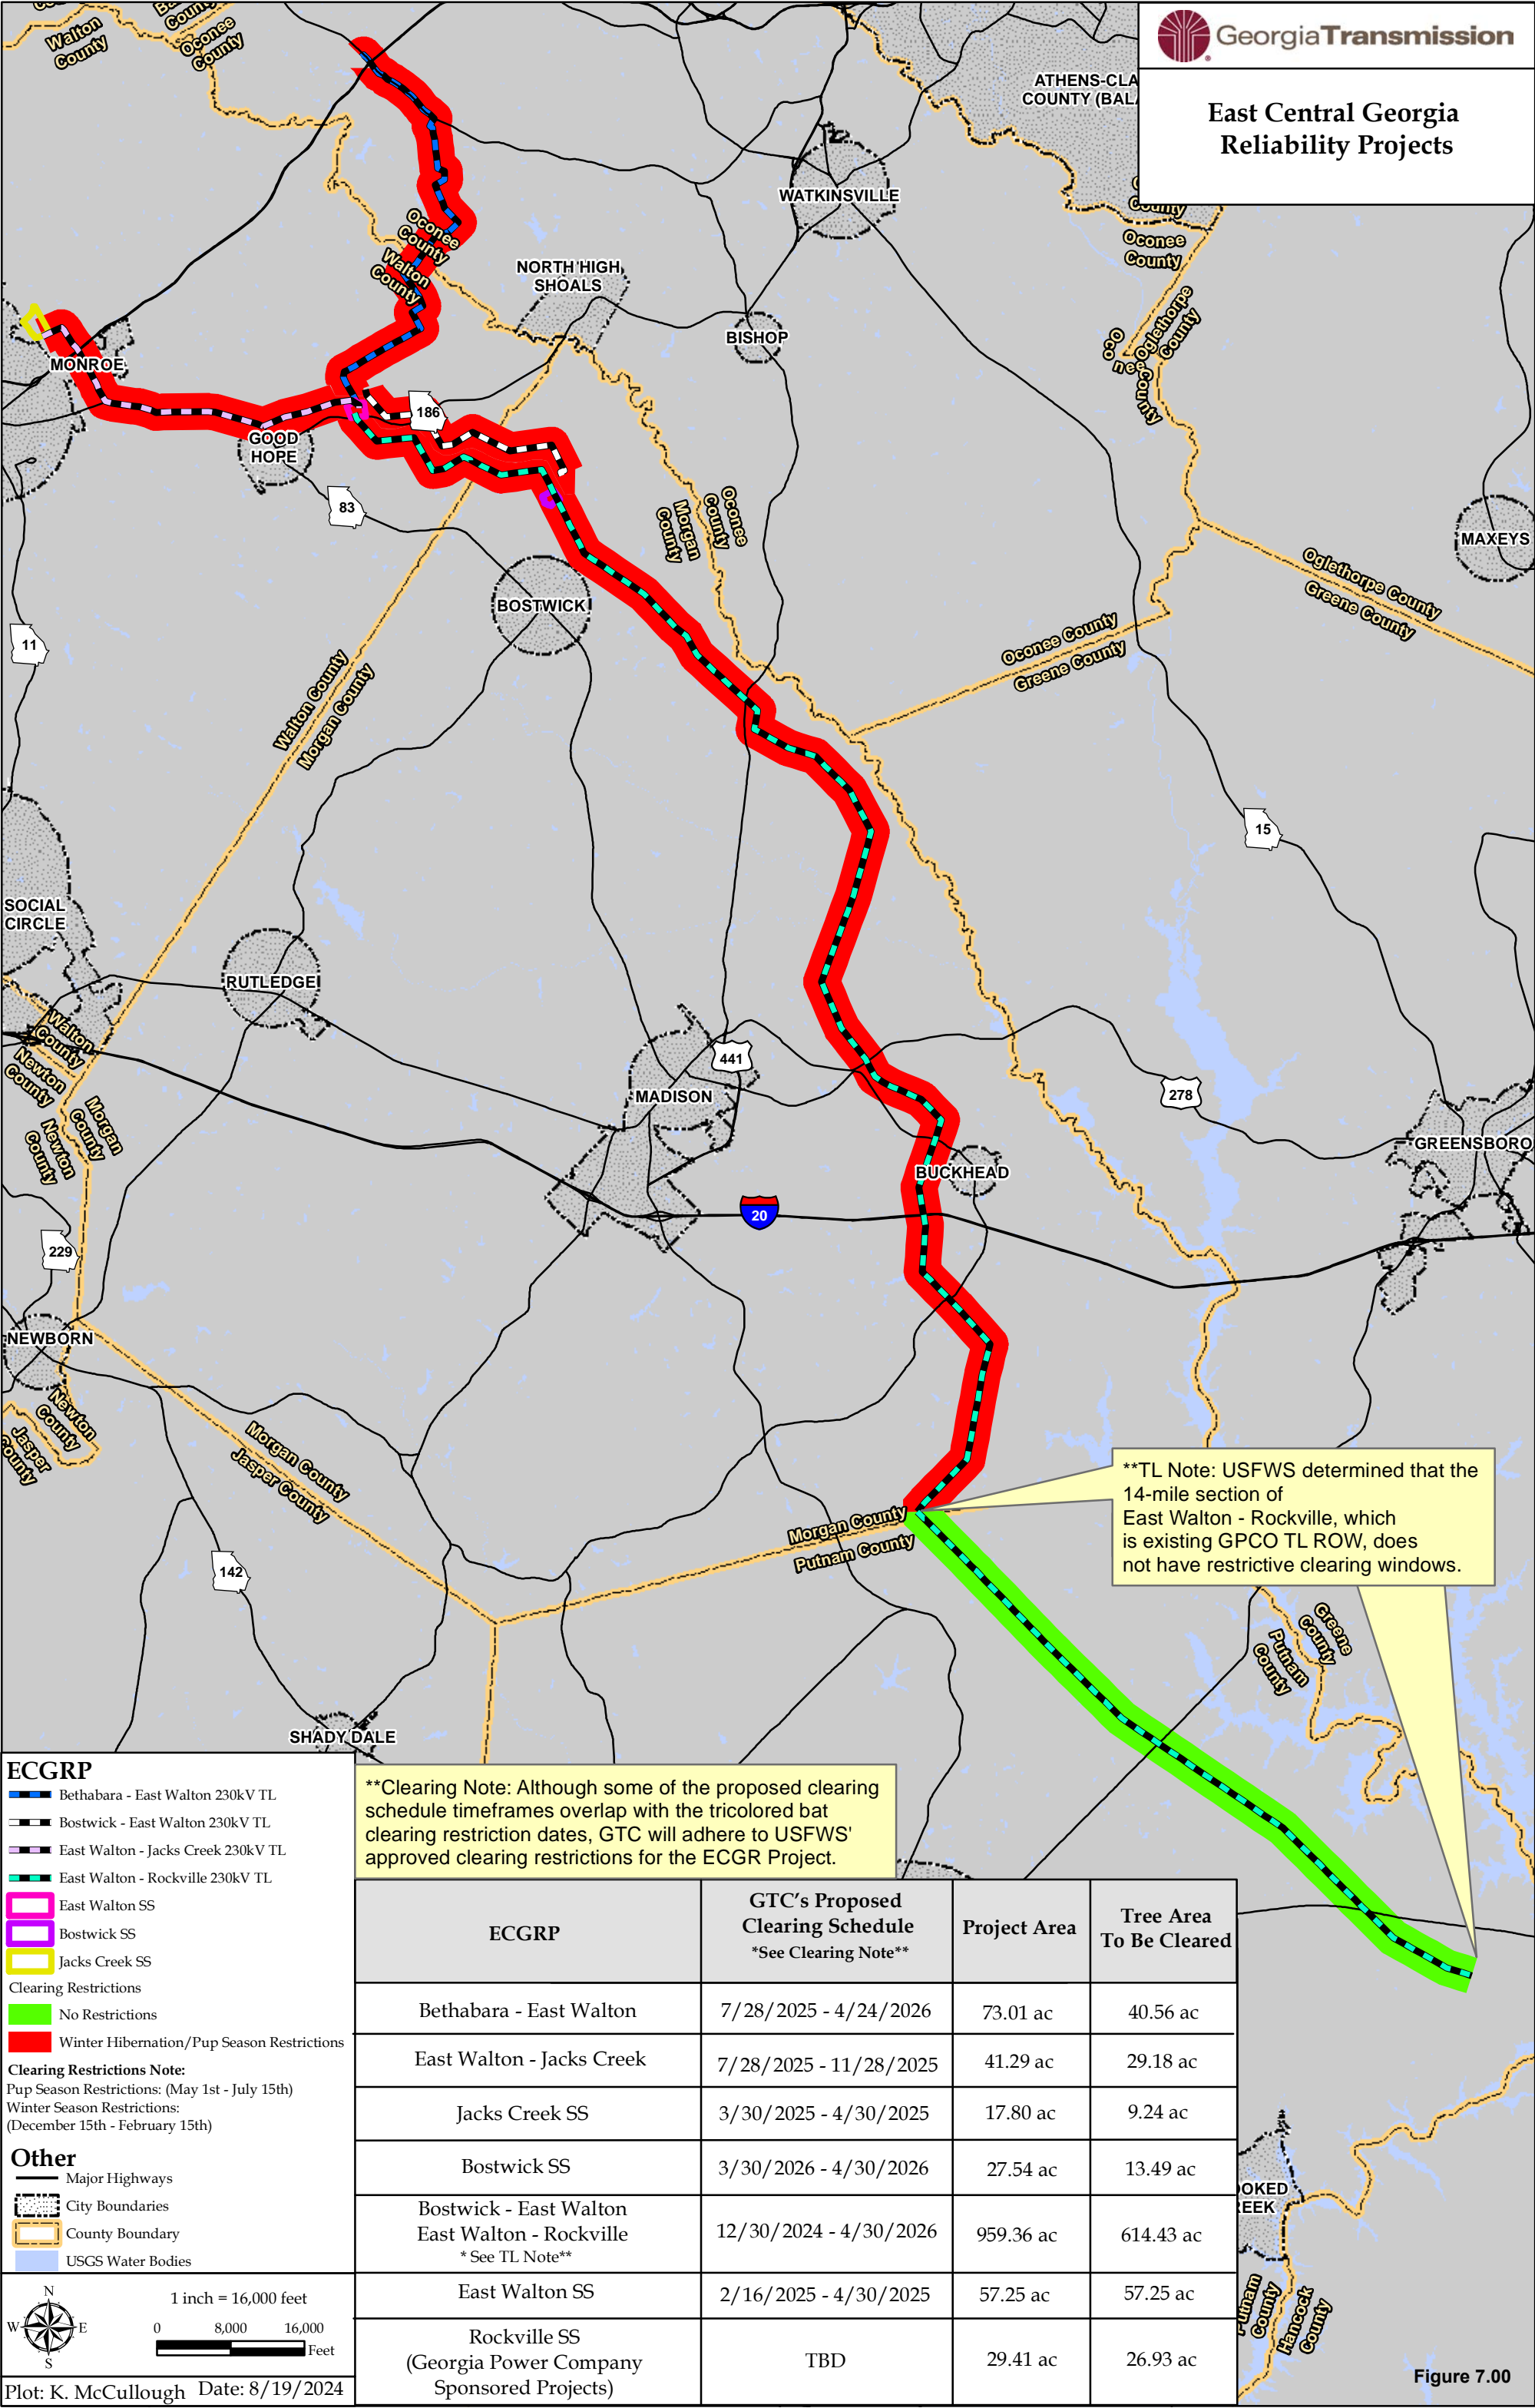 GeorgiaTransmission
East Central Georgia
Reliability Projects
Walton
County
Oconee
County
ATHENS-CLA
COUNTY (BALA
WATKINSVILLE
County
Oconee
County
Oconee
County
Walton
County
NORTH HIGH
SHOALS
BISHOP
Oglethorpe
County
Oco
nee
County
MONROE
186
GOOD
HOPE
83
Oconee
County
Morgan
County
MAXEYS
Oglethorpe County
Greene County
BOSTWICK
11
Oconee County
Greene County
Walton County
Morgan County
15
SOCIAL
CIRCLE
RUTLEDGE
Walton
County
Newton
County
441
MADISON
278
Morgan
County
Newton
County
GREENSBORO
BUCKHEAD
20
229
NEWBORN
Newton
County
Jasper
County
Morgan County
Jasper County
**TL Note: USFWS determined that the
14-mile section of
East Walton - Rockville, which
is existing GPCO TL ROW, does
not have restrictive clearing windows.
Morgan County
Putnam County
142
Greene
County
Putnam
County
SHADY DALE
ECGRP
Bethabara - East Walton 230kV TL
Bostwick - East Walton 230kV TL
East Walton - Jacks Creek 230kV TL
East Walton - Rockville 230kV TL
East Walton SS
Bostwick SS
Jacks Creek SS
Clearing Restrictions
No Restrictions
Winter Hibernation/Pup Season Restrictions
Clearing Restrictions Note:
Pup Season Restrictions: (May 1st - July 15th)
Winter Season Restrictions:
(December 15th - February 15th)
Other
Major Highways
City Boundaries
County Boundary
USGS Water Bodies
N
W E
S
1 inch = 16,000 feet
0 8,000 16,000
Feet
Plot: K. McCullough Date: 8/19/2024
**Clearing Note: Although some of the proposed clearing
schedule timeframes overlap with the tricolored bat
clearing restriction dates, GTC will adhere to USFWS'
approved clearing restrictions for the ECGR Project.
ECGRP
GTC's Proposed
Clearing Schedule
*See Clearing Note**
Project Area
Tree Area
To Be Cleared
Bethabara - East Walton 7/28/2025 - 4/24/2026 73.01 ac 40.56 ac
East Walton - Jacks Creek 7/28/2025 - 11/28/2025 41.29 ac 29.18 ac
Jacks Creek SS 3/30/2025 - 4/30/2025 17.80 ac 9.24 ac
Bostwick SS 3/30/2026 - 4/30/2026 27.54 ac 13.49 ac
Bostwick - East Walton
East Walton - Rockville 12/30/2024 - 4/30/2026 959.36 ac 614.43 ac
* See TL Note**
East Walton SS 2/16/2025 - 4/30/2025 57.25 ac 57.25 ac
Rockville SS
(Georgia Power Company TBD 29.41 ac 26.93 ac
Sponsored Projects)
OOKED
REEK
Putnam
County
Hancock
County
Figure 7.00